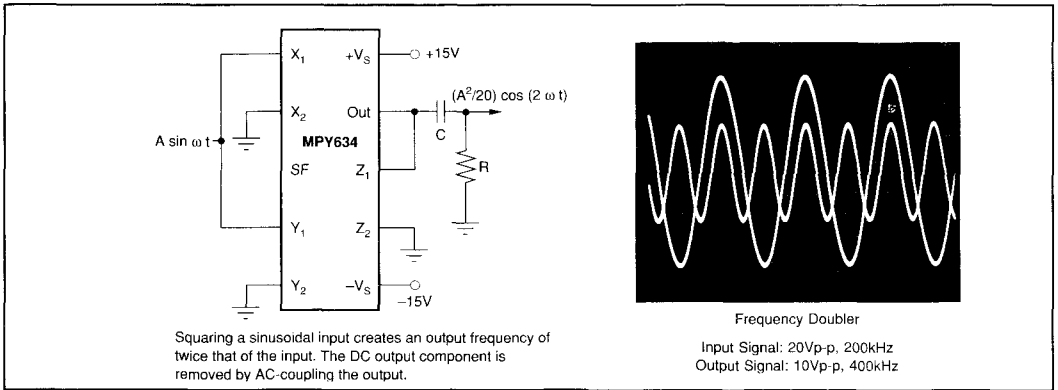 X₁
+V_S
+15V
(A²/20) cos (2 ω t)
X₂
Out
C
A sin ω t
MPY634
SF
Z₁
R
Y₁
Z₂
Y₂
–V_S
–15V
Squaring a sinusoidal input creates an output frequency of
twice that of the input. The DC output component is
removed by AC-coupling the output.
Frequency Doubler
Input Signal: 20Vp-p, 200kHz
Output Signal: 10Vp-p, 400kHz